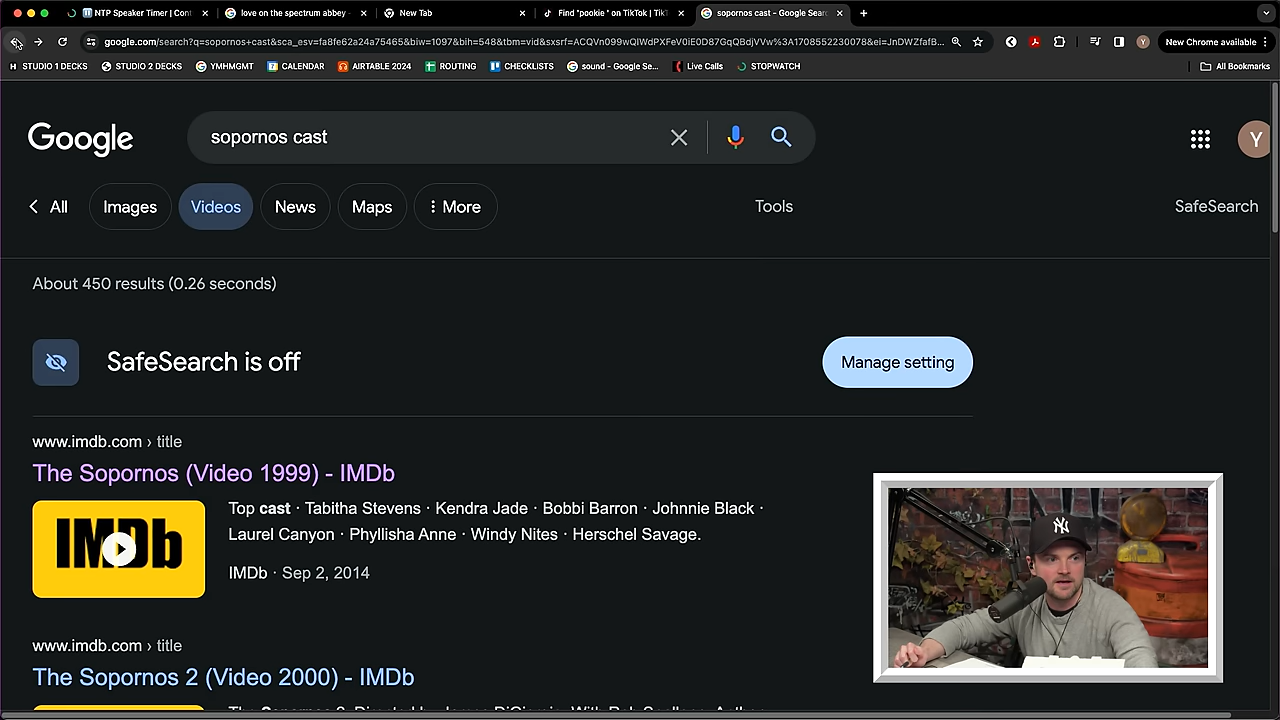 NTP Speaker Timer | Cont
love on the spectrum abbey -
New Tab
Find "pookie " on TikTok | Tik
sopornos cast - Google Searc
google.com/search?q=sopornos+cast&sca_esv=fa8fe62a24a75465&biw=1097&bih=548&tbm=vid&sxsrf=ACQVn099wQIWdPXFeV0iE0D87GqQBdjVVw%3A1708552230078&ei=JnDWZfafB...
New Chrome available
STUDIO 1 DECKS
STUDIO 2 DECKS
YMHMGMT
CALENDAR
AIRTABLE 2024
ROUTING
CHECKLISTS
sound - Google Se...
Live Calls
STOPWATCH
All Bookmarks
Google
sopornos cast
Y
All
Images
Videos
News
Maps
More
Tools
SafeSearch
About 450 results (0.26 seconds)
SafeSearch is off
Manage setting
www.imdb.com › title
The Sopornos (Video 1999) - IMDb
IMDb
Top cast · Tabitha Stevens · Kendra Jade · Bobbi Barron · Johnnie Black ·
Laurel Canyon · Phyllisha Anne · Windy Nites · Herschel Savage.
IMDb · Sep 2, 2014
www.imdb.com › title
The Sopornos 2 (Video 2000) - IMDb